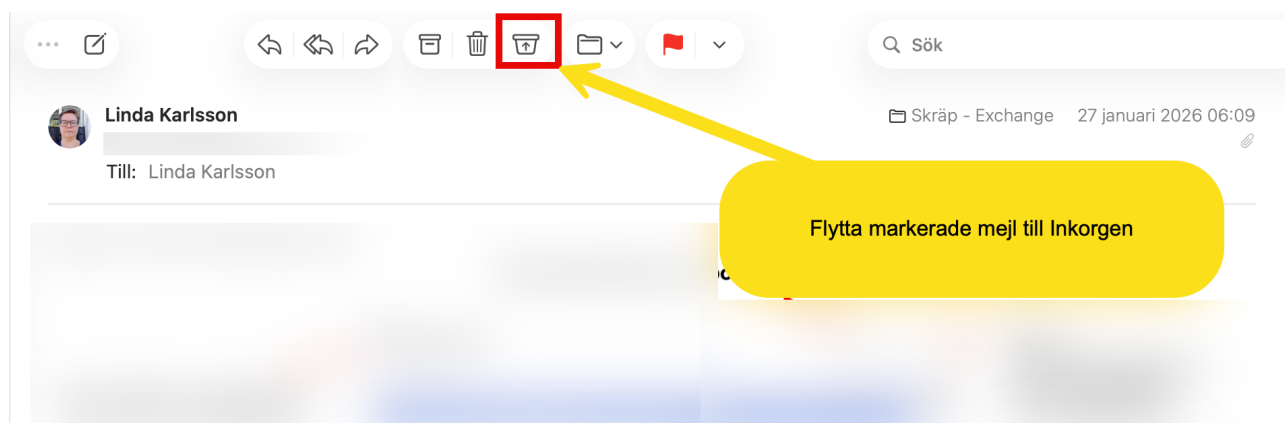 Sök
Linda Karlsson
Skräp - Exchange 27 januari 2026 06:09
Till: Linda Karlsson
Flytta markerade mejl till Inkorgen